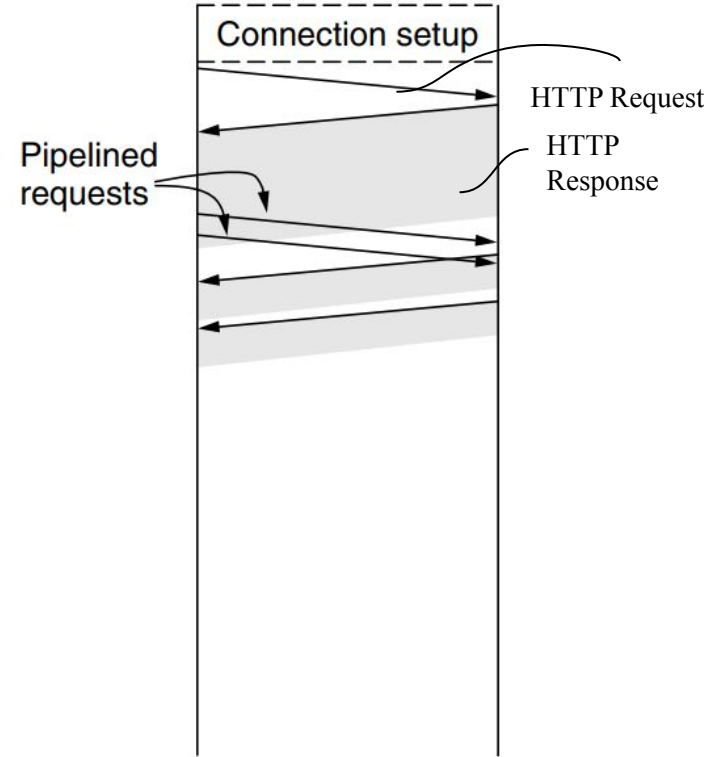 Connection setup
HTTP Request
HTTP
Response
Pipelined
requests